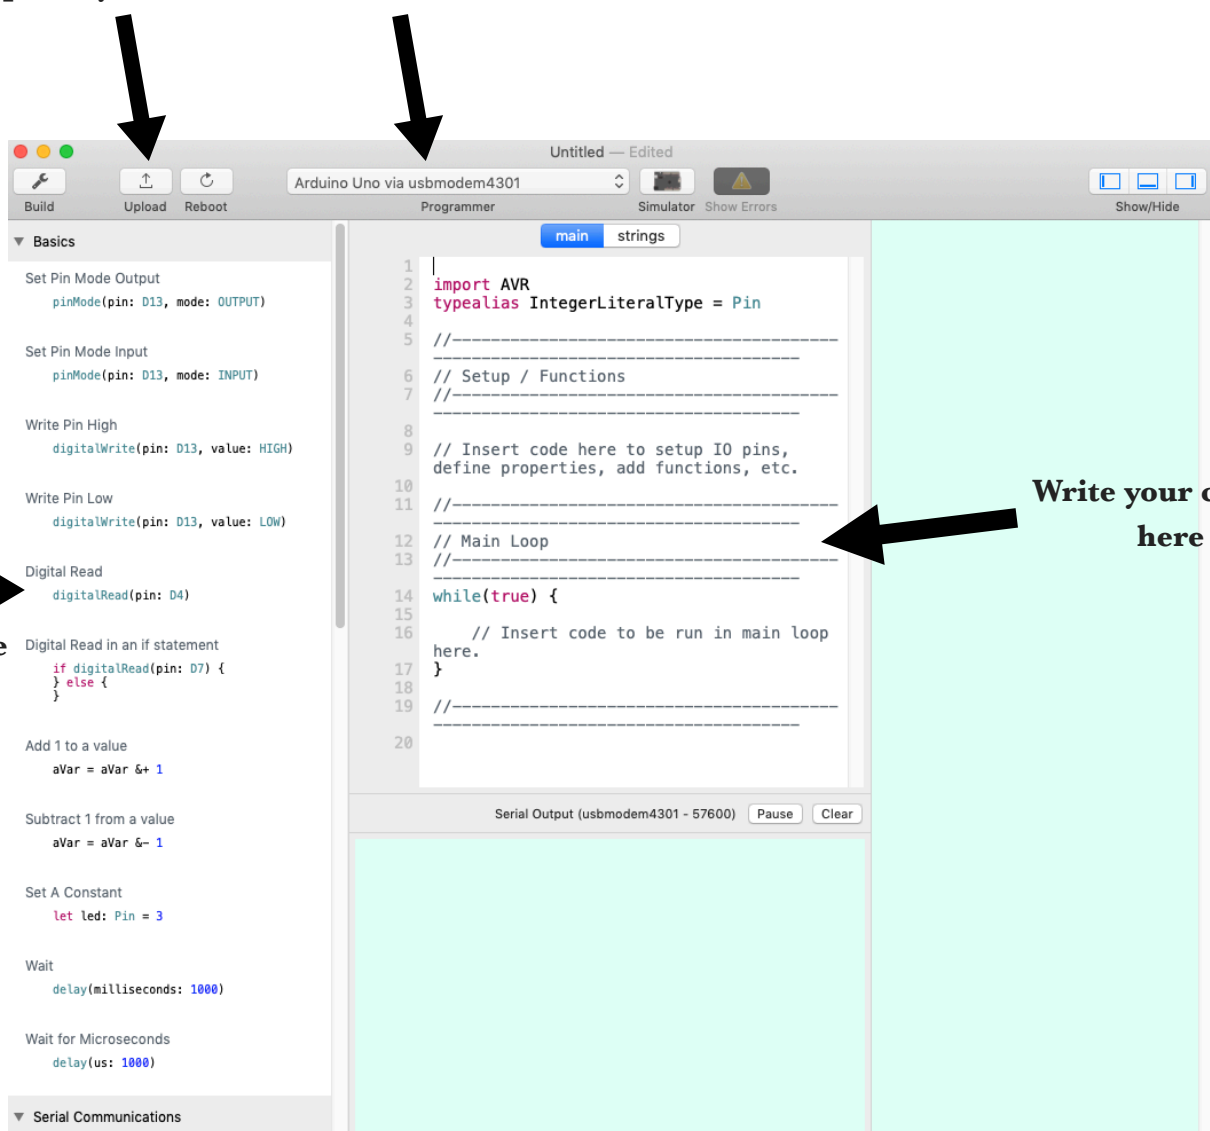 Untitled — Edited
Arduino Uno via usbmodem4301
Build
Upload
Reboot
Programmer
Simulator
Show Errors
Show/Hide
Basics
Set Pin Mode Output
pinMode(pin: D13, mode: OUTPUT)
Set Pin Mode Input
pinMode(pin: D13, mode: INPUT)
Write Pin High
digitalWrite(pin: D13, value: HIGH)
Write Pin Low
digitalWrite(pin: D13, value: LOW)
Digital Read
digitalRead(pin: D4)
Digital Read in an if statement
if digitalRead(pin: D7) {
} else {
}
Add 1 to a value
aVar = aVar &+ 1
Subtract 1 from a value
aVar = aVar &- 1
Set A Constant
let led: Pin = 3
Wait
delay(milliseconds: 1000)
Wait for Microseconds
delay(us: 1000)
Serial Communications
main strings
1
2 import AVR
3 typealias IntegerLiteralType = Pin
4
5 //---------------------------------------
-------------------------------------
6 // Setup / Functions
7 //---------------------------------------
-------------------------------------
8
9 // Insert code here to setup IO pins,
define properties, add functions, etc.
10
11 //---------------------------------------
-------------------------------------
12 // Main Loop
13 //---------------------------------------
-------------------------------------
14 while(true) {
15
16 // Insert code to be run in main loop
here.
17 }
18
19 //---------------------------------------
-------------------------------------
20
Serial Output (usbmodem4301 - 57600) Pause Clear
Write your
here